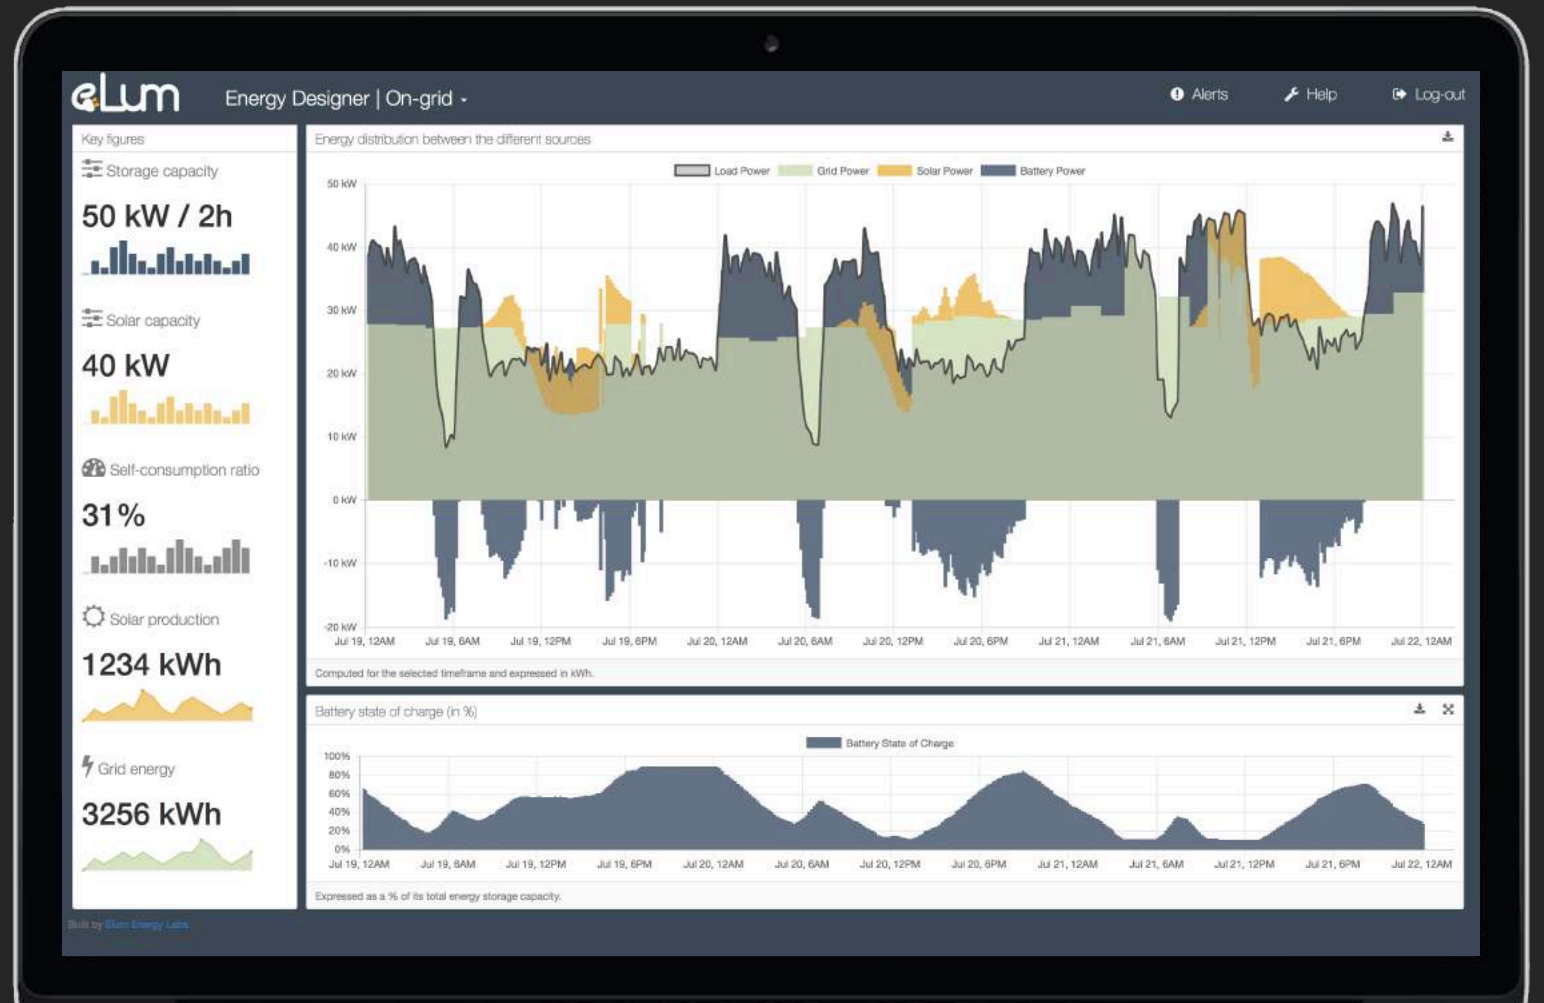 eLum
Energy Designer | On-grid
Alerts
Help
Log-out
Key figures
Storage capacity
50 kW / 2h
Solar capacity
40 kW
Self-consumption ratio
31%
Solar production
1234 kWh
Grid energy
3256 kWh
Energy distribution between the different sources
Load Power Grid Power Solar Power Battery Power
50 kW
40 kW
30 kW
20 kW
10 kW
0 kW
-10 kW
-20 kW
Jul 19, 12AM Jul 19, 6AM Jul 19, 12PM Jul 19, 6PM Jul 20, 12AM Jul 20, 6AM Jul 20, 12PM Jul 20, 6PM Jul 21, 12AM Jul 21, 6AM Jul 21, 12PM Jul 21, 6PM Jul 22, 12AM
Computed for the selected timeframe and expressed in kWh.
Battery state of charge (in %)
Battery State of Charge
100%
80%
60%
40%
20%
0%
Jul 19, 12AM Jul 19, 6AM Jul 19, 12PM Jul 19, 6PM Jul 20, 12AM Jul 20, 6AM Jul 20, 12PM Jul 20, 6PM Jul 21, 12AM Jul 21, 6AM Jul 21, 12PM Jul 21, 6PM Jul 22, 12AM
Expressed as a % of its total energy storage capacity.
Built by Elum Energy Labs